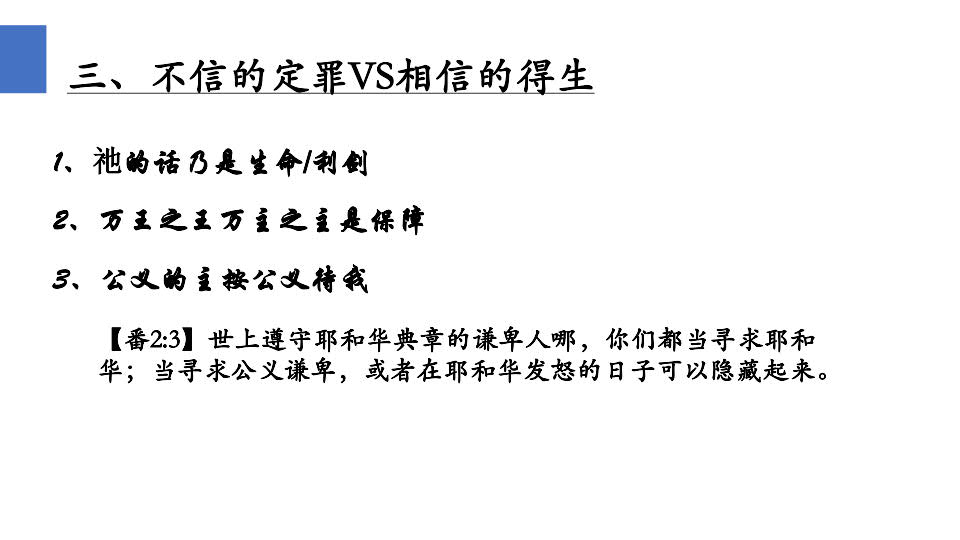 三、不信的定罪VS相信的得生
1、祂的话乃是生命/利剑
2、万王之王万主之主是保障
3、公义的主按公义待我
【番2:3】世上遵守耶和华典章的谦卑人哪，你们都当寻求耶和
华；当寻求公义谦卑，或者在耶和华发怒的日子可以隐藏起来。